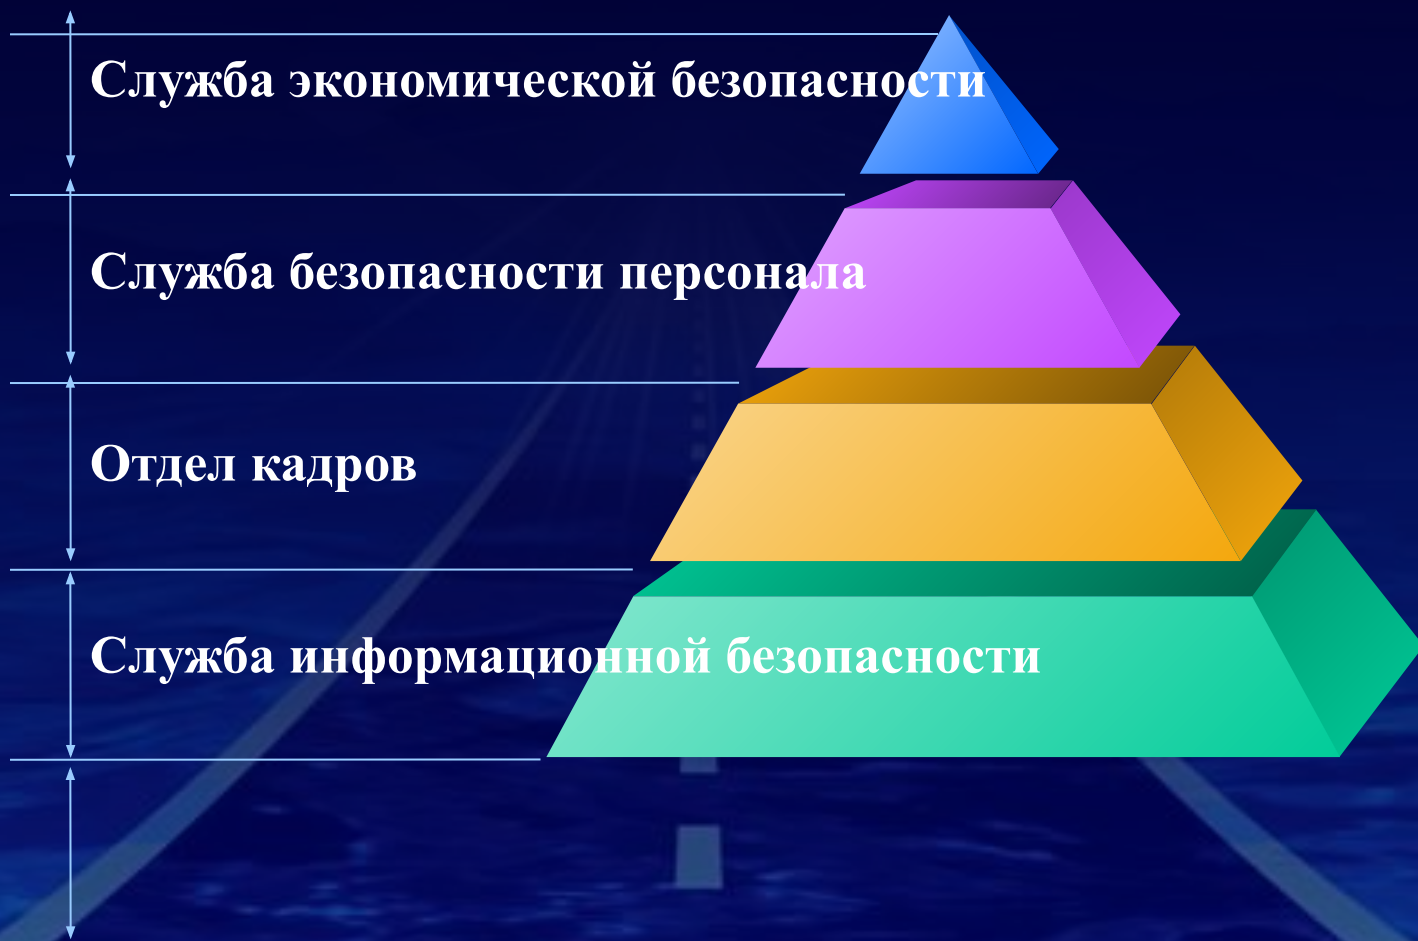 Служба экономической безопасности
Служба безопасности персонала
Отдел кадров
Служба информационной безопасности